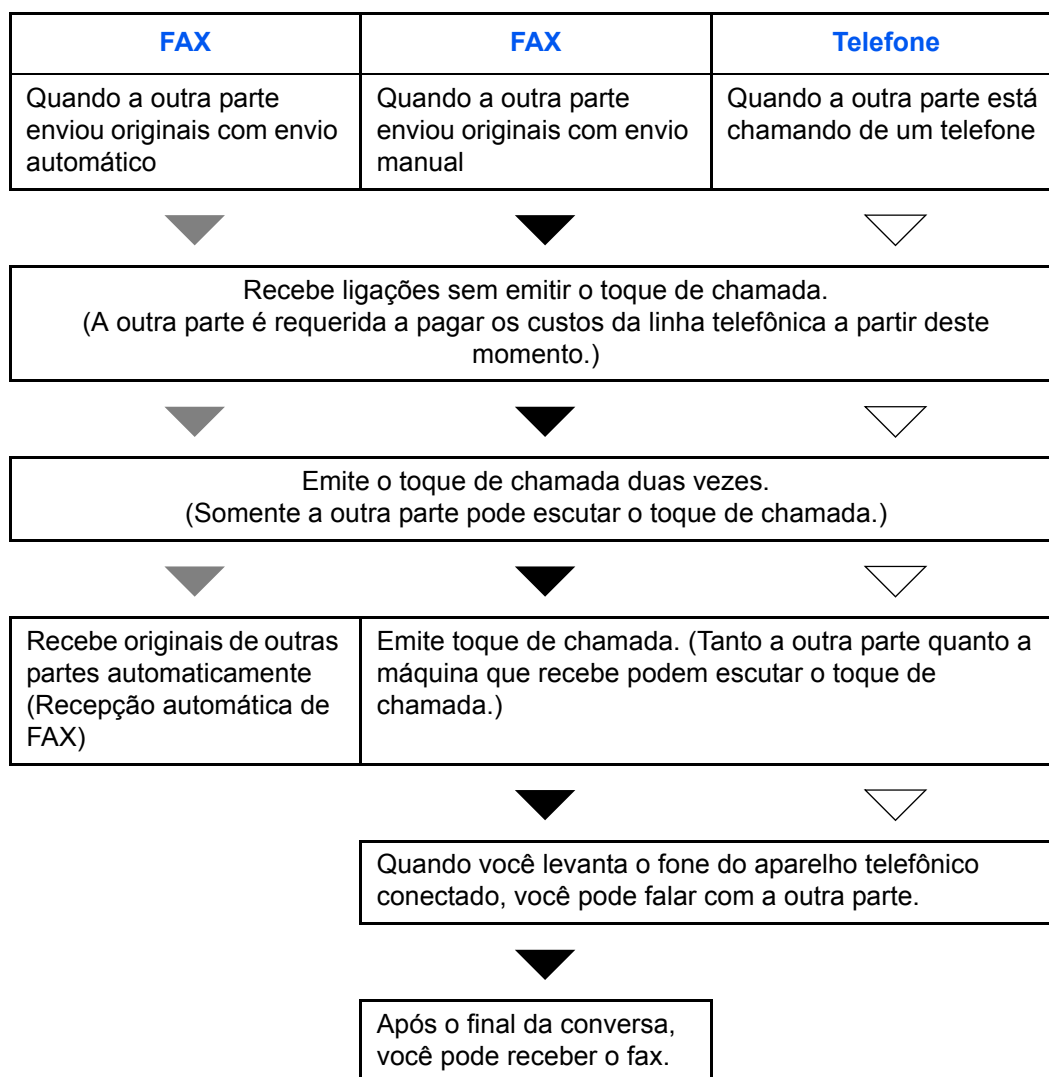 FAX
FAX
Telefone
Quando a outra parte
enviou originais com envio
automático
Quando a outra parte
enviou originais com envio
manual
Quando a outra parte está
chamando de um telefone
Recebe ligações sem emitir o toque de chamada.
(A outra parte é requerida a pagar os custos da linha telefônica a partir deste
momento.)
Emite o toque de chamada duas vezes.
(Somente a outra parte pode escutar o toque de chamada.)
Recebe originais de outras
partes automaticamente
(Recepção automática de
FAX)
Emite toque de chamada. (Tanto a outra parte quanto a
máquina que recebe podem escutar o toque de
chamada.)
Quando você levanta o fone do aparelho telefônico
conectado, você pode falar com a outra parte.
Após o final da conversa,
você pode receber o fax.